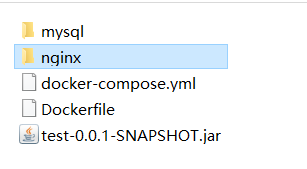 mysql
nginx
docker-compose.yml
Dockerfile
test-0.0.1-SNAPSHOT.jar